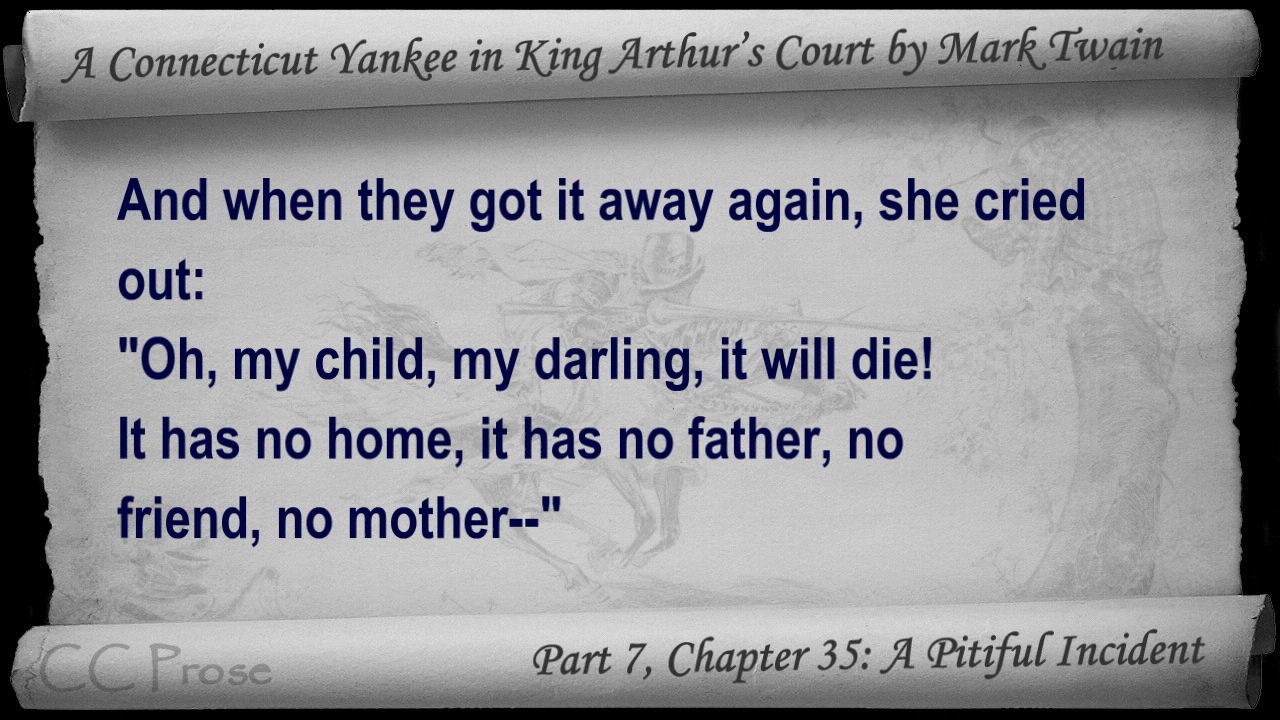 A Connecticut Yankee in King Arthur's Court by Mark Twain
And when they got it away again, she cried
out:
"Oh, my child, my darling, it will die!
It has no home, it has no father, no
friend, no mother--"
CC Prose
Part 7, Chapter 35: A Pitiful Incident